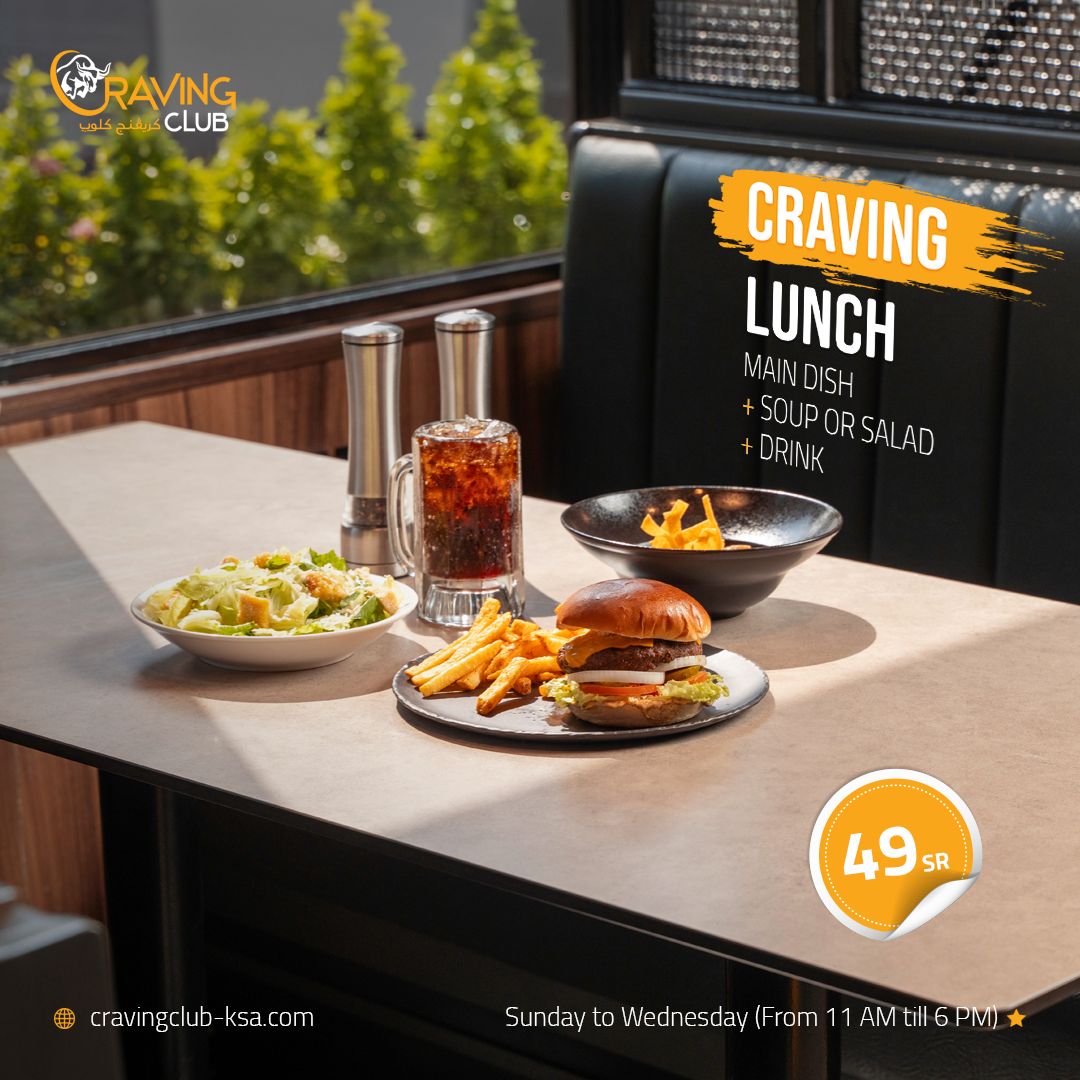 CRAVING
كريڤنج كلوب CLUB
CRAVING
LUNCH
MAIN DISH
+ SOUP OR SALAD
+ DRINK
49 SR
cravingclub-ksa.com
Sunday to Wednesday (From 11 AM till 6 PM)